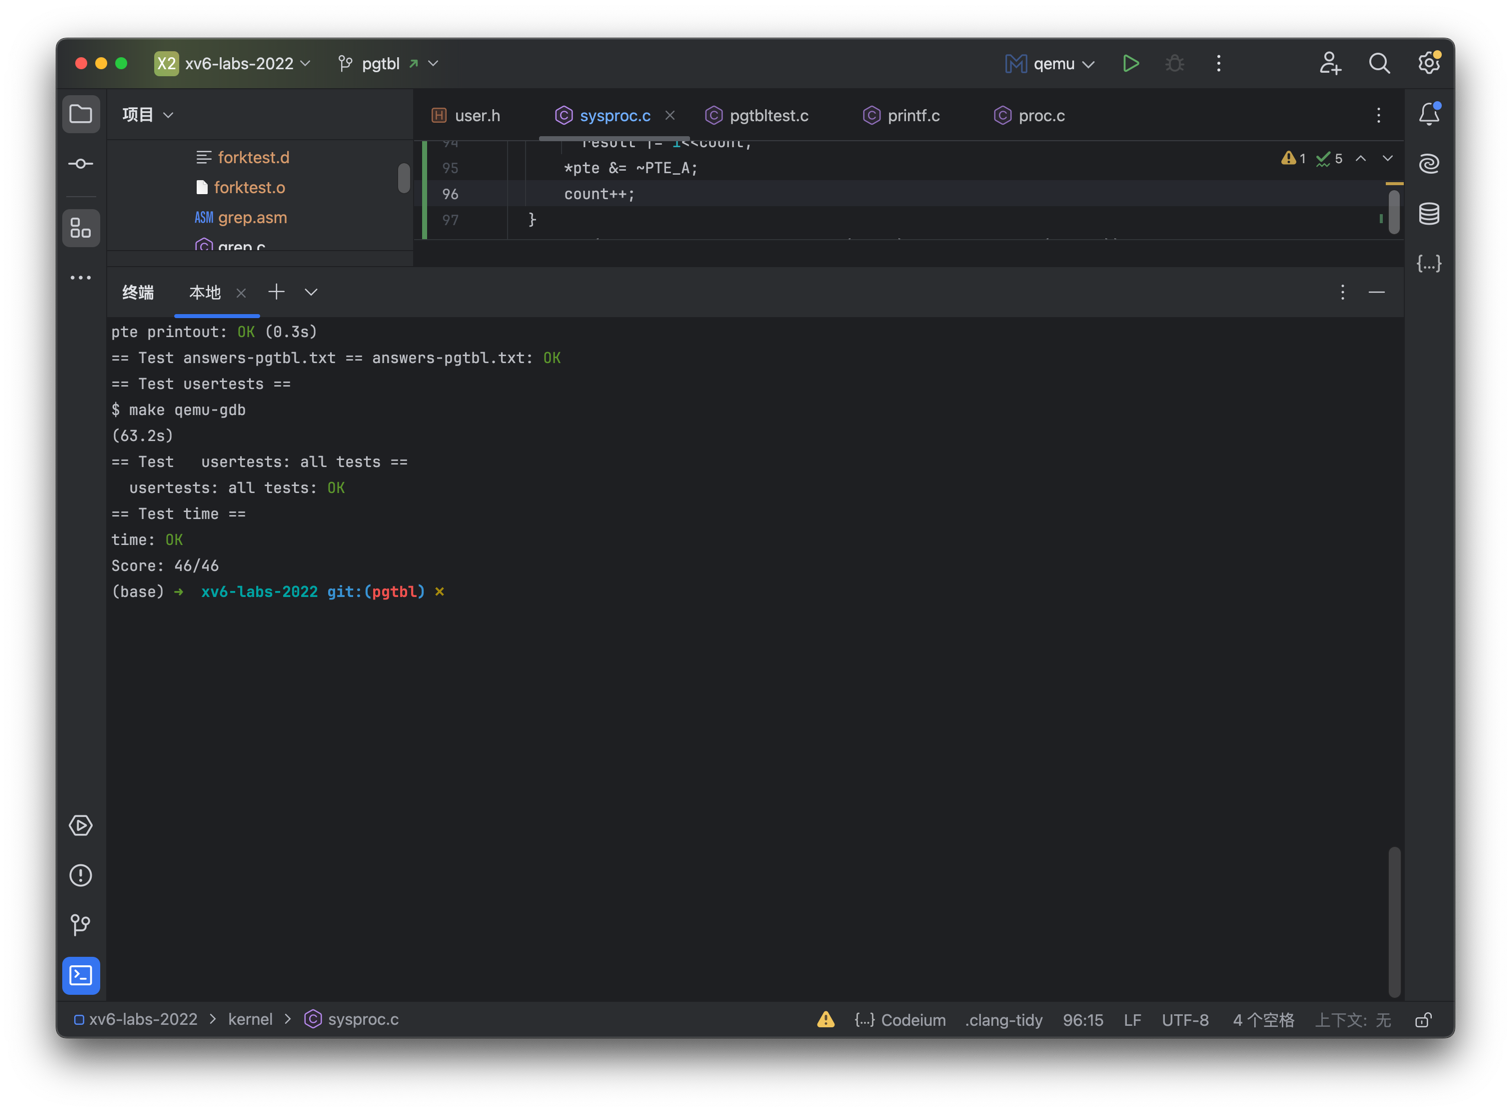 X2 xv6-labs-2022 pgtbl qemu
项目
user.h sysproc.c pgtbltest.c printf.c proc.c
forktest.d
forktest.o
ASM grep.asm
grep.c
94 result |= 1<<count;
95 *pte &= ~PTE_A;
96 count++;
97 }
1 5
终端 本地
pte printout: OK (0.3s)
== Test answers-pgtbl.txt == answers-pgtbl.txt: OK
== Test usertests ==
$ make qemu-gdb
(63.2s)
== Test   usertests: all tests ==
  usertests: all tests: OK
== Test time ==
time: OK
Score: 46/46
(base) ➜  xv6-labs-2022 git:(pgtbl) ✗
xv6-labs-2022 > kernel > sysproc.c
{...} Codeium .clang-tidy 96:15 LF UTF-8 4 个空格 上下文: 无